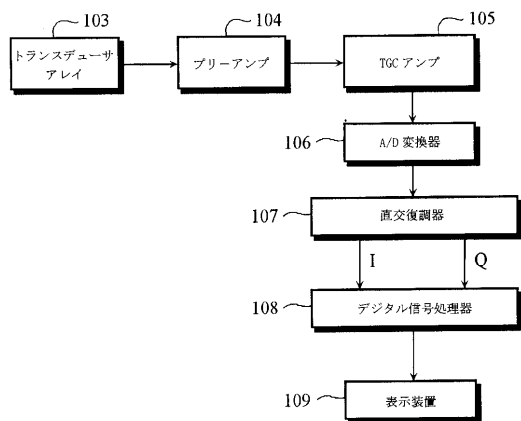 103
トランスデューサ
アレイ
104
プリーアンプ
105
TGC アンプ
106
A/D 変換器
107
直交復調器
I
Q
108
デジタル信号処理器
109
表示装置